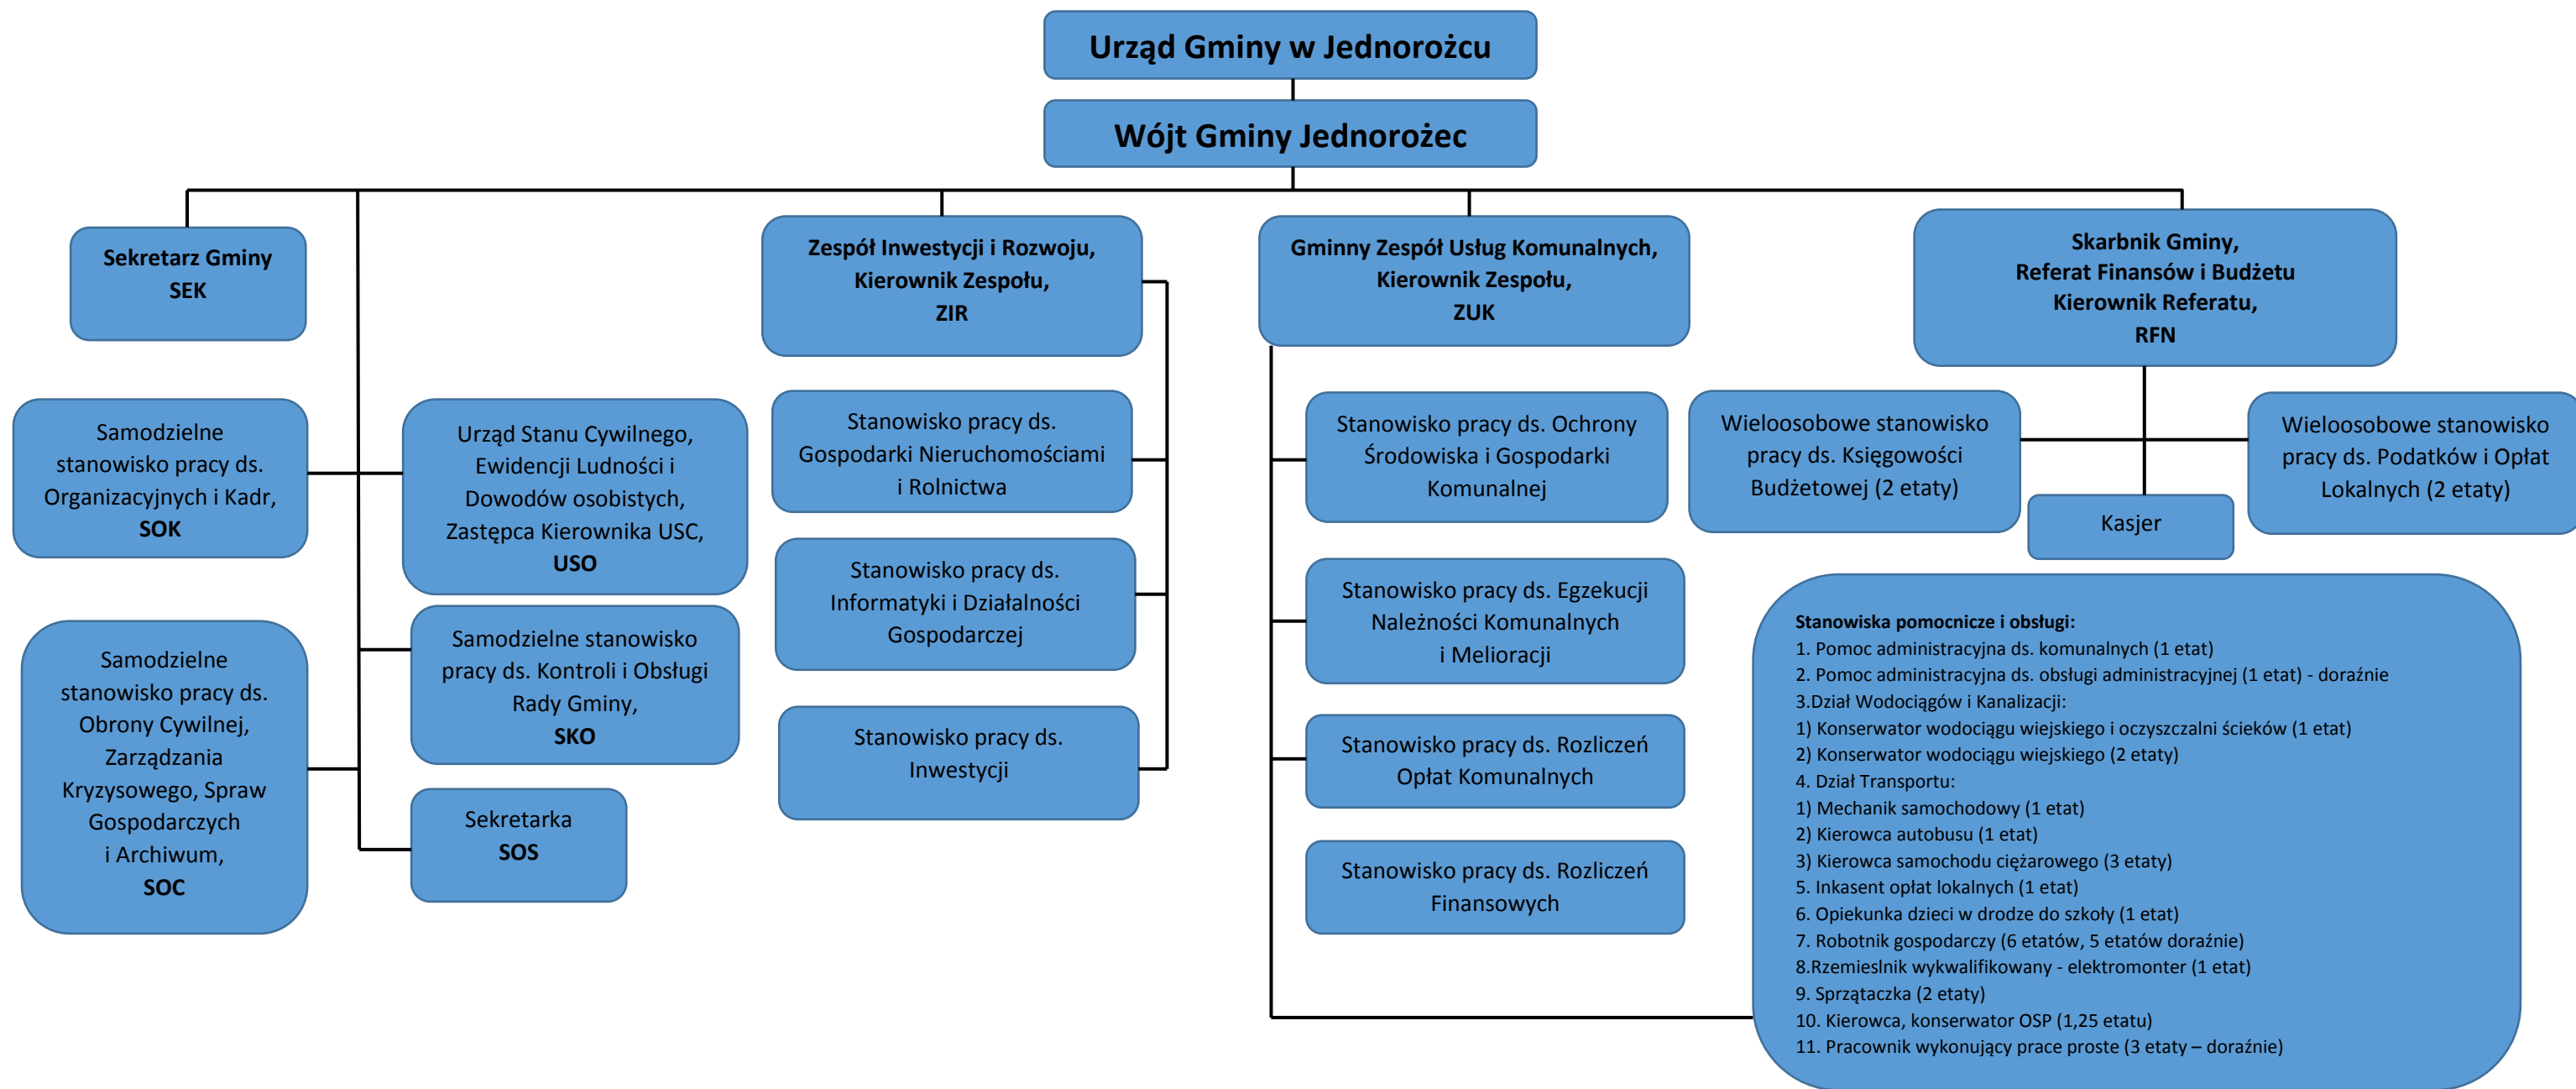 Urząd Gminy w Jednorożcu
Wójt Gminy Jednorożec
Sekretarz Gminy
SEK
Zespół Inwestycji i Rozwoju,
Kierownik Zespołu,
ZIR
Gminny Zespół Usług Komunalnych,
Kierownik Zespołu,
ZUK
Skarbnik Gminy,
Referat Finansów i Budżetu
Kierownik Referatu,
RFN
Samodzielne
stanowisko pracy ds.
Organizacyjnych i Kadr,
SOK
Urząd Stanu Cywilnego,
Ewidencji Ludności i
Dowodów osobistych,
Zastępca Kierownika USC,
USO
Samodzielne
stanowisko pracy ds.
Obrony Cywilnej,
Zarządzania
Kryzysowego, Spraw
Gospodarczych
i Archiwum,
SOC
Samodzielne stanowisko
pracy ds. Kontroli i Obsługi
Rady Gminy,
SKO
Sekretarka
SOS
Stanowisko pracy ds.
Gospodarki Nieruchomościami
i Rolnictwa
Stanowisko pracy ds.
Informatyki i Działalności
Gospodarczej
Stanowisko pracy ds.
Inwestycji
Stanowisko pracy ds. Ochrony
Środowiska i Gospodarki
Komunalnej
Stanowisko pracy ds. Egzekucji
Należności Komunalnych
i Melioracji
Stanowisko pracy ds. Rozliczeń
Opłat Komunalnych
Stanowisko pracy ds. Rozliczeń
Finansowych
Wieloosobowe stanowisko
pracy ds. Księgowości
Budżetowej (2 etaty)
Kasjer
Wieloosobowe stanowisko
pracy ds. Podatków i Opłat
Lokalnych (2 etaty)
Stanowiska pomocnicze i obsługi:
1. Pomoc administracyjna ds. komunalnych (1 etat)
2. Pomoc administracyjna ds. obsługi administracyjnej (1 etat) - doraźnie
3.Dział Wodociągów i Kanalizacji:
1) Konserwator wodociągu wiejskiego i oczyszczalni ścieków (1 etat)
2) Konserwator wodociągu wiejskiego (2 etaty)
4. Dział Transportu:
1) Mechanik samochodowy (1 etat)
2) Kierowca autobusu (1 etat)
3) Kierowca samochodu ciężarowego (3 etaty)
5. Inkasent opłat lokalnych (1 etat)
6. Opiekunka dzieci w drodze do szkoły (1 etat)
7. Robotnik gospodarczy (6 etatów, 5 etatów doraźnie)
8.Rzemieslnik wykwalifikowany - elektromonter (1 etat)
9. Sprzątaczka (2 etaty)
10. Kierowca, konserwator OSP (1,25 etatu)
11. Pracownik wykonujący prace proste (3 etaty – doraźnie)